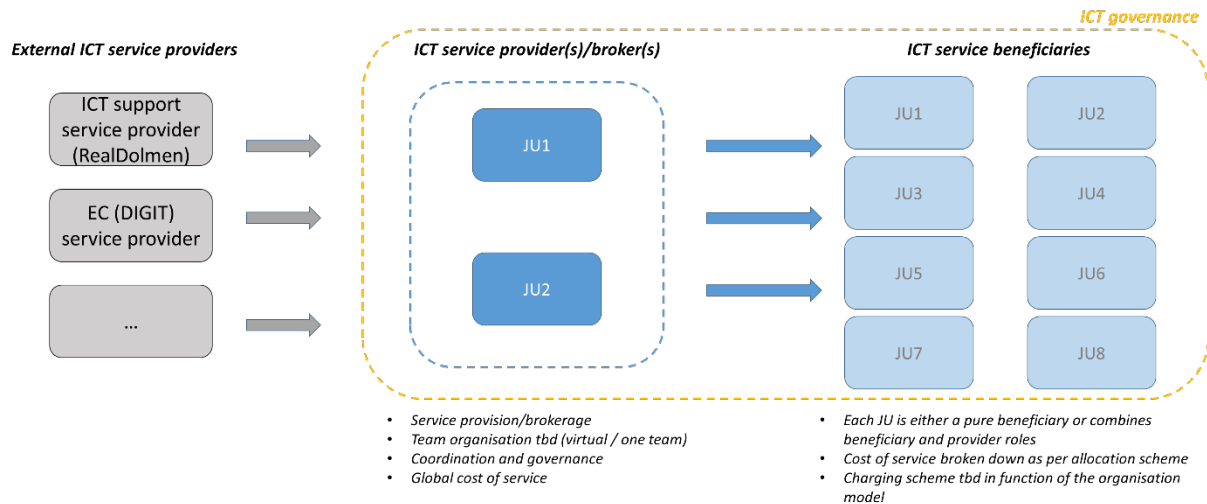 ICT governance
External ICT service providers
ICT service provider(s)/broker(s)
ICT service beneficiaries
ICT support
service provider
(RealDolmen)
EC (DIGIT)
service provider
...
JU1
JU2
JU1
JU2
JU3
JU4
JU5
JU6
JU7
JU8
• Service provision/brokerage
• Team organisation tbd (virtual / one team)
• Coordination and governance
• Global cost of service
• Each JU is either a pure beneficiary or combines
beneficiary and provider roles
• Cost of service broken down as per allocation scheme
• Charging scheme tbd in function of the organisation
model